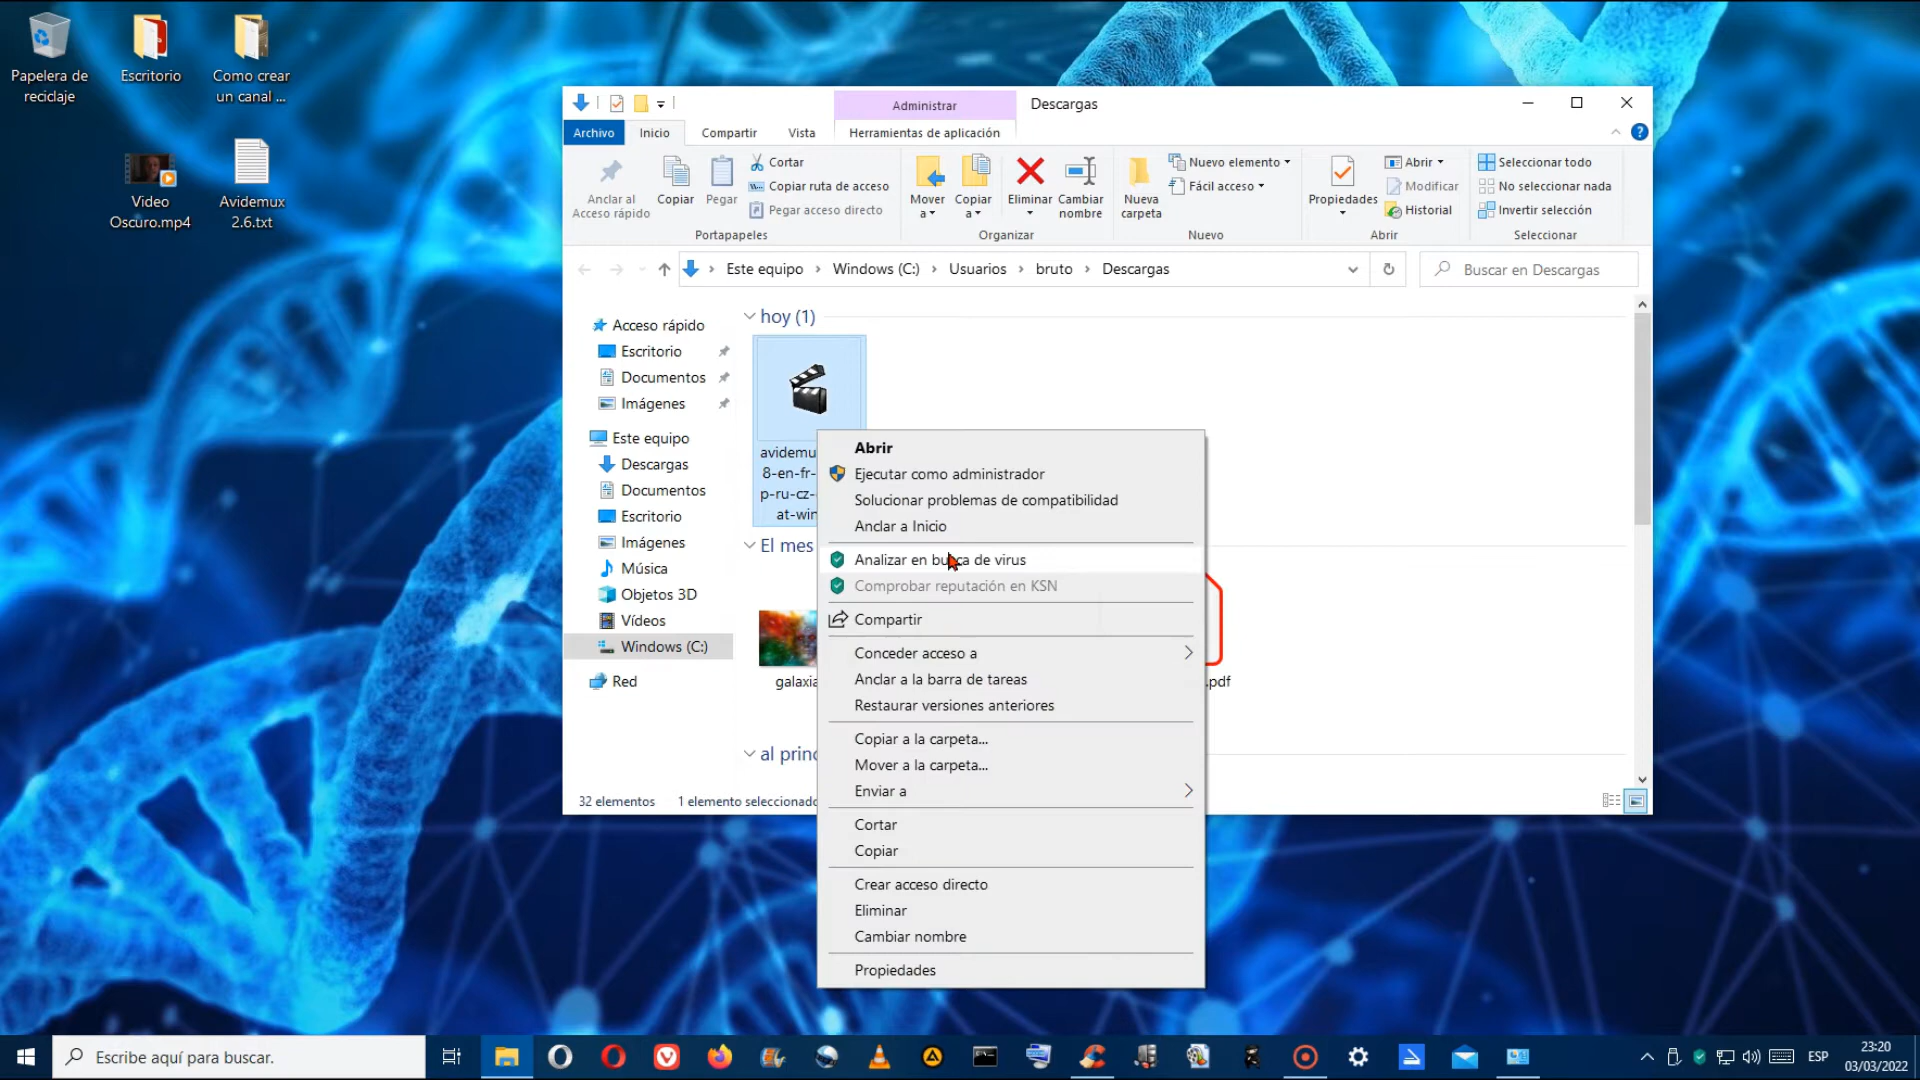 Papelera de
reciclaje
Escritorio
Como crear
un canal ...
Video
Oscuro.mp4
Avidemux
2.6.txt
Administrar
Descargas
Archivo
Inicio
Compartir
Vista
Herramientas de aplicación
Anclar al
Acceso rápido
Copiar
Pegar
Cortar
Copiar ruta de acceso
Pegar acceso directo
Portapapeles
Mover
a
Copiar
a
Eliminar
Cambiar
nombre
Organizar
Nueva
carpeta
Nuevo elemento
Fácil acceso
Nuevo
Propiedades
Abrir
Modificar
Historial
Abrir
Seleccionar todo
No seleccionar nada
Invertir selección
Seleccionar
Este equipo
Windows (C:)
Usuarios
bruto
Descargas
Buscar en Descargas
Acceso rápido
Escritorio
Documentos
Imágenes
Este equipo
Descargas
Documentos
Escritorio
Imágenes
Música
Objetos 3D
Vídeos
Windows (C:)
Red
hoy (1)
avidemu
8-en-fr-
p-ru-cz-
at-win
El mes
galaxia
.pdf
al princ
32 elementos
1 elemento seleccionado
Abrir
Ejecutar como administrador
Solucionar problemas de compatibilidad
Anclar a Inicio
Analizar en busca de virus
Comprobar reputación en KSN
Compartir
Conceder acceso a
Anclar a la barra de tareas
Restaurar versiones anteriores
Copiar a la carpeta...
Mover a la carpeta...
Enviar a
Cortar
Copiar
Crear acceso directo
Eliminar
Cambiar nombre
Propiedades
Escribe aquí para buscar.
ESP
23:20
03/03/2022